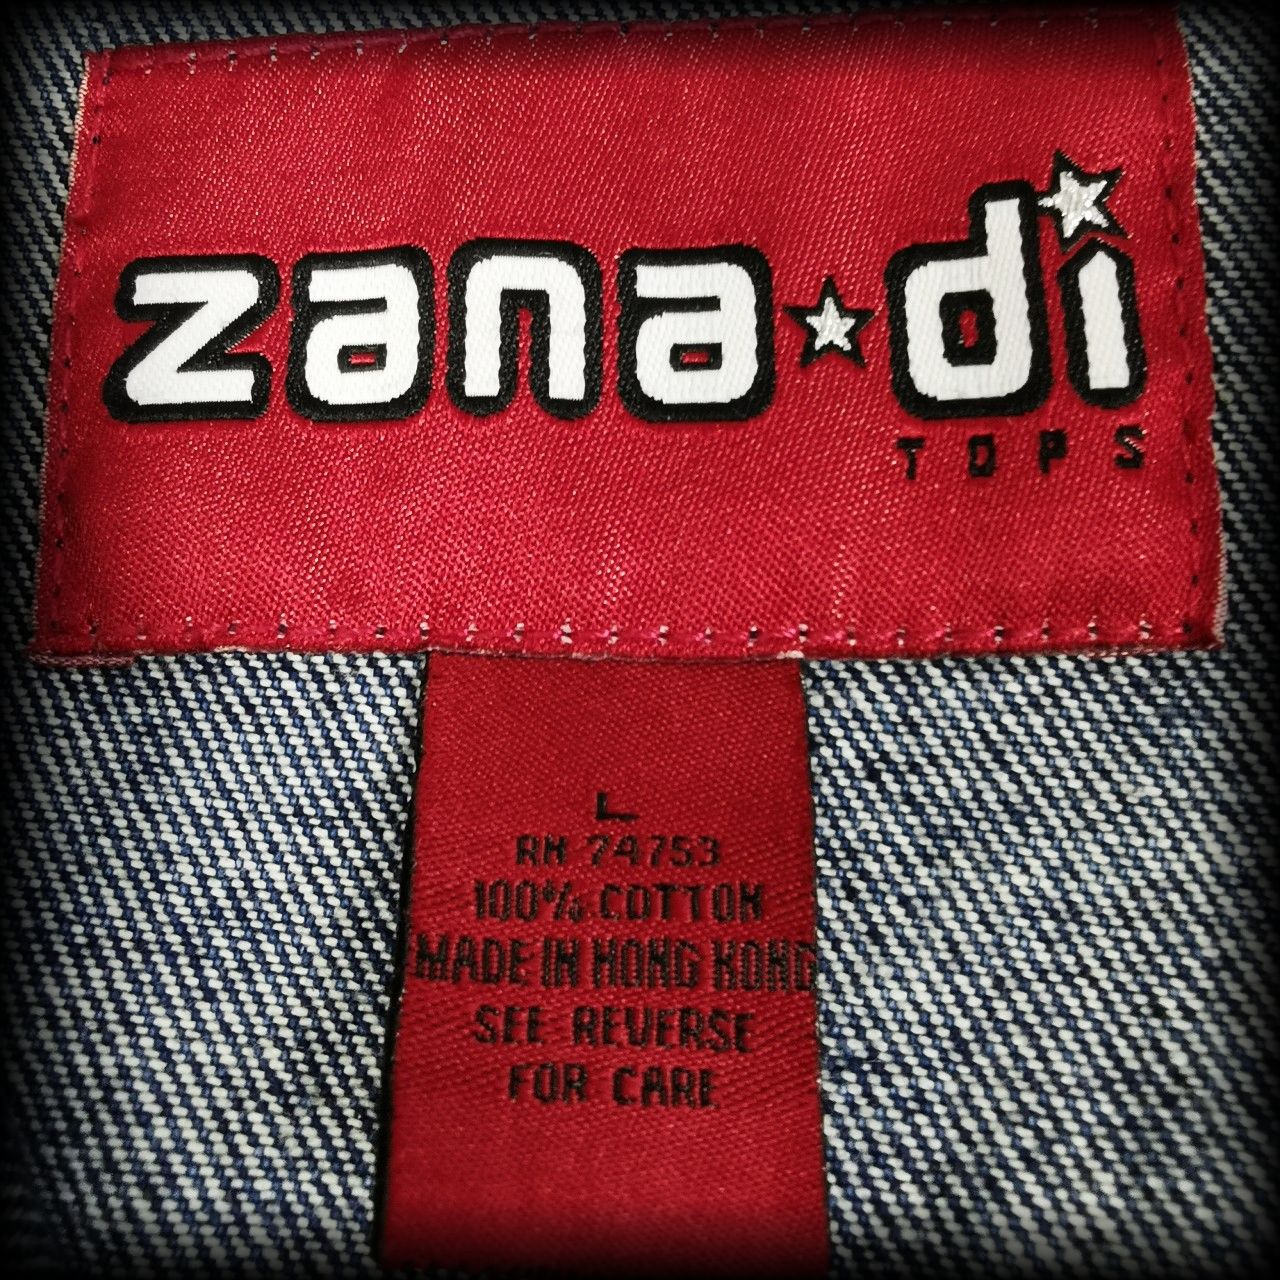 zana★di
TOPS
L
RN 74753
100% COTTON
MADE IN HONG KONG
SEE REVERSE
FOR CARE